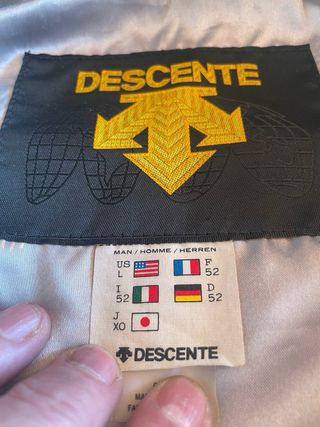 DESCENTE
MAN / HOMME / HERREN
US L F 52
I 52 D 52
J XO
DESCENTE